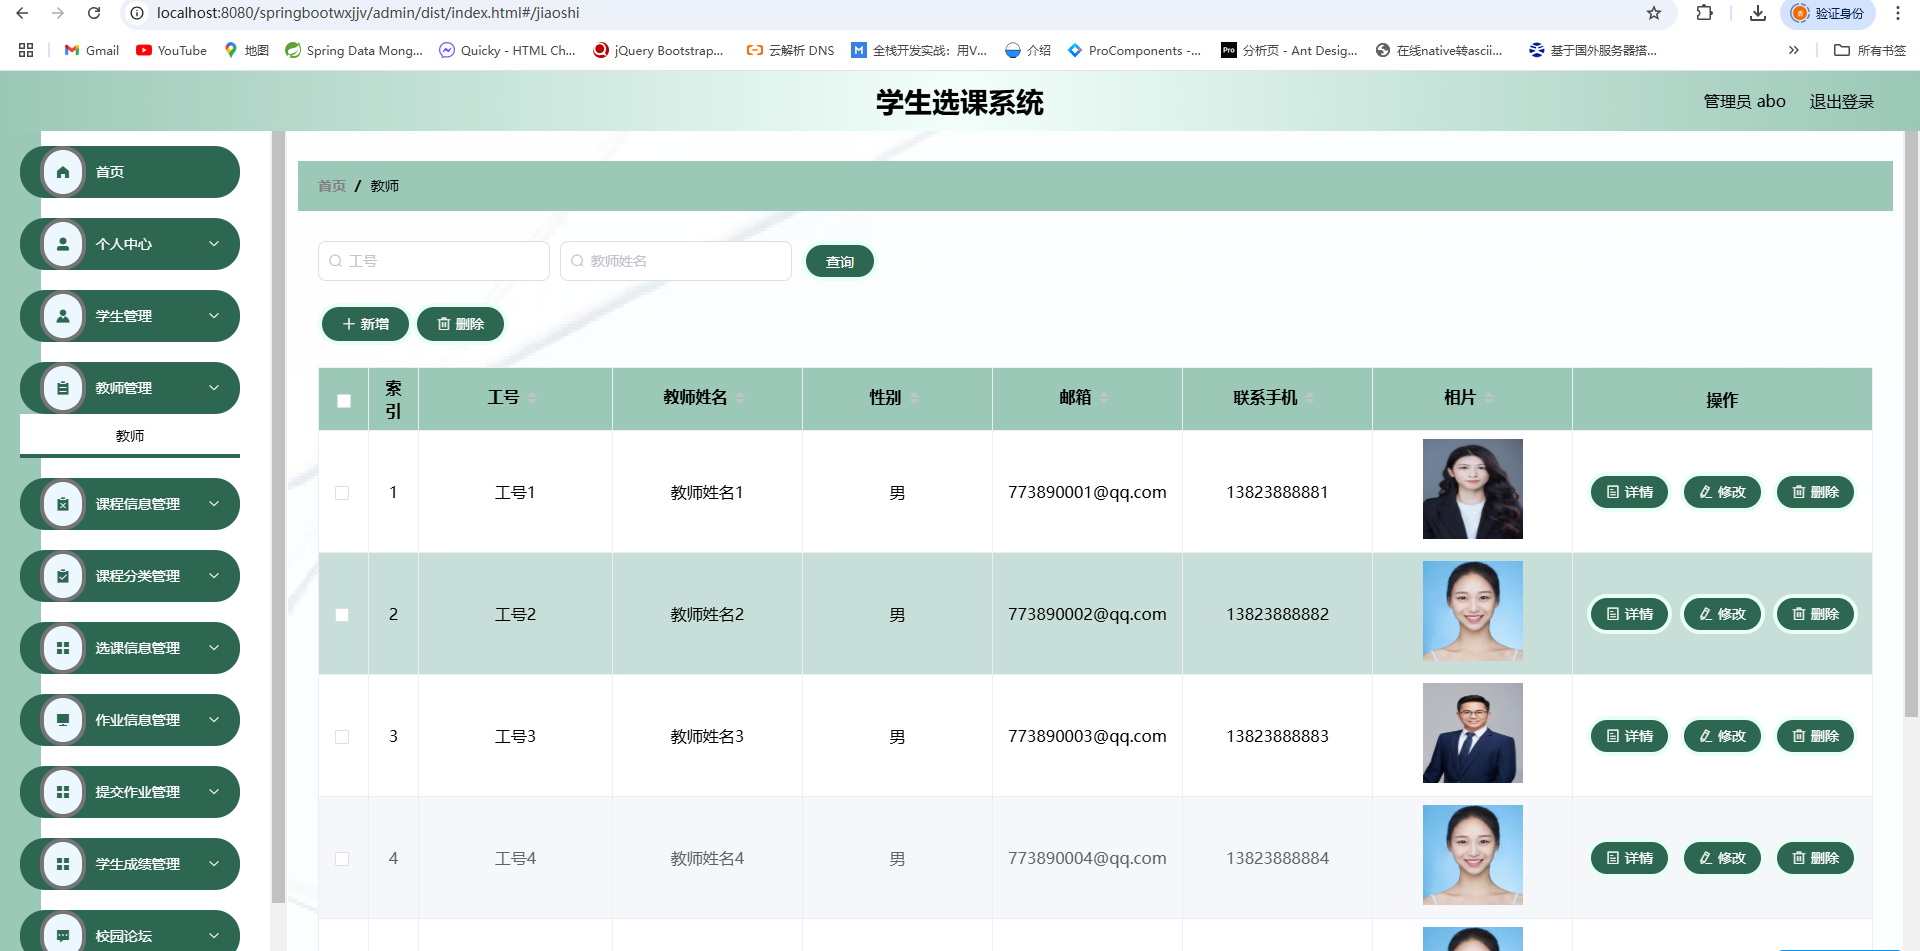 localhost:8080/springbootwxjjv/admin/dist/index.html#/jiaoshi
验证身份
Gmail
YouTube
地图
Spring Data Mong...
Quicky - HTML Ch...
jQuery Bootstrap...
云解析 DNS
全栈开发实战：用V...
介绍
ProComponents -...
Pro
分析页 - Ant Desig...
在线native转ascii...
基于国外服务器搭...
所有书签
学生选课系统
管理员 abo
退出登录
首页
个人中心
学生管理
教师管理
教师
课程信息管理
课程分类管理
选课信息管理
作业信息管理
提交作业管理
学生成绩管理
校园论坛
首页 / 教师
工号
教师姓名
查询
新增
删除
索引 工号 教师姓名 性别 邮箱 联系手机 相片 操作
1 工号1 教师姓名1 男 773890001@qq.com 13823888881 详情 修改 删除
2 工号2 教师姓名2 男 773890002@qq.com 13823888882 详情 修改 删除
3 工号3 教师姓名3 男 773890003@qq.com 13823888883 详情 修改 删除
4 工号4 教师姓名4 男 773890004@qq.com 13823888884 详情 修改 删除